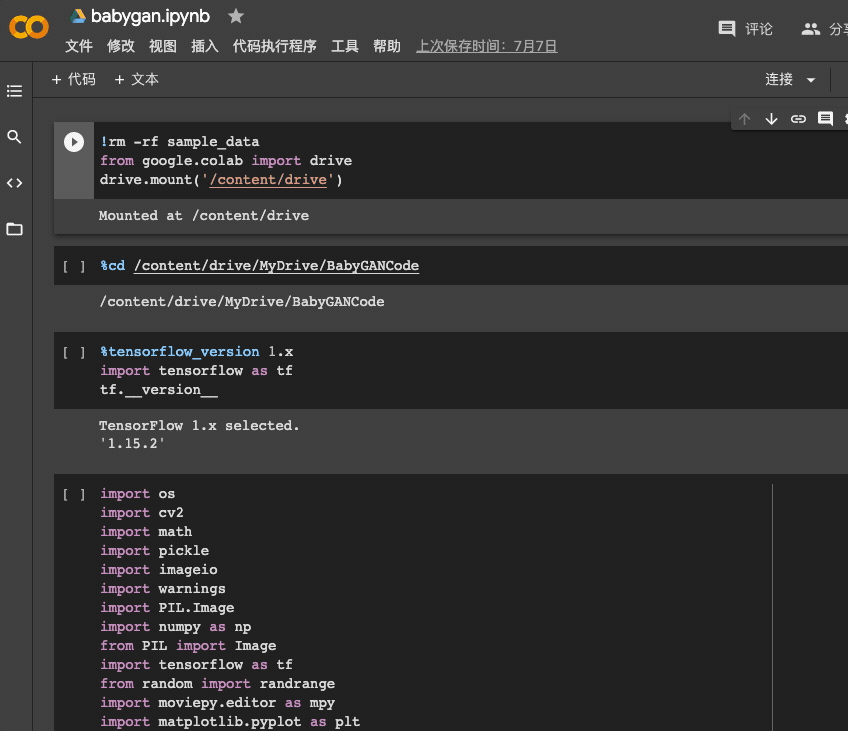 babygan.ipynb
评论
文件 修改 视图 插入 代码执行程序 工具 帮助 上次保存时间：7月7日
+ 代码 + 文本
连接
!rm -rf sample_data
from google.colab import drive
drive.mount('/content/drive')
Mounted at /content/drive
[ ] %cd /content/drive/MyDrive/BabyGANCode
/content/drive/MyDrive/BabyGANCode
[ ] %tensorflow_version 1.x
import tensorflow as tf
tf.__version__
TensorFlow 1.x selected.
'1.15.2'
[ ] import os
import cv2
import math
import pickle
import imageio
import warnings
import PIL.Image
import numpy as np
from PIL import Image
import tensorflow as tf
from random import randrange
import moviepy.editor as mpy
import matplotlib.pyplot as plt